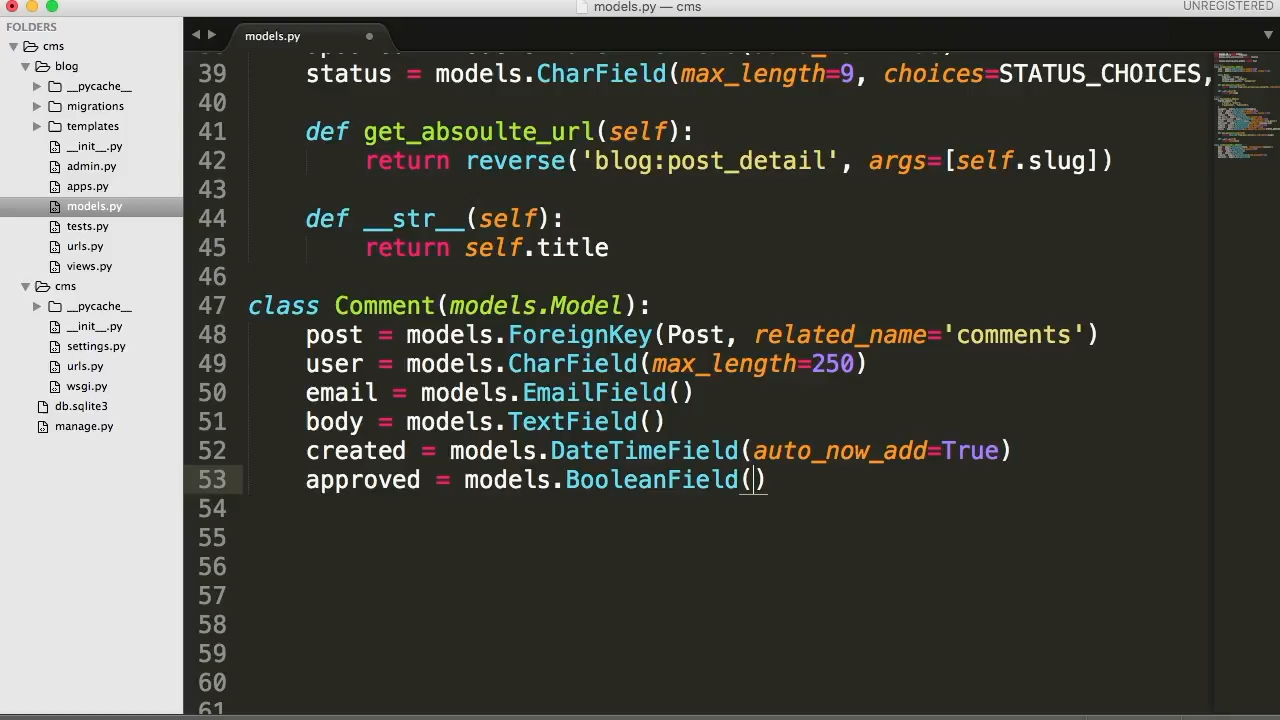 models.py — cms
UNREGISTERED
FOLDERS
cms
blog
__pycache__
migrations
templates
__init__.py
admin.py
apps.py
models.py
tests.py
urls.py
views.py
cms
__pycache__
__init__.py
settings.py
urls.py
wsgi.py
db.sqlite3
manage.py
models.py
39 status = models.CharField(max_length=9, choices=STATUS_CHOICES,
40
41 def get_absoulte_url(self):
42 return reverse('blog:post_detail', args=[self.slug])
43
44 def __str__(self):
45 return self.title
46
47 class Comment(models.Model):
48 post = models.ForeignKey(Post, related_name='comments')
49 user = models.CharField(max_length=250)
50 email = models.EmailField()
51 body = models.TextField()
52 created = models.DateTimeField(auto_now_add=True)
53 approved = models.BooleanField()
54
55
56
57
58
59
60
61